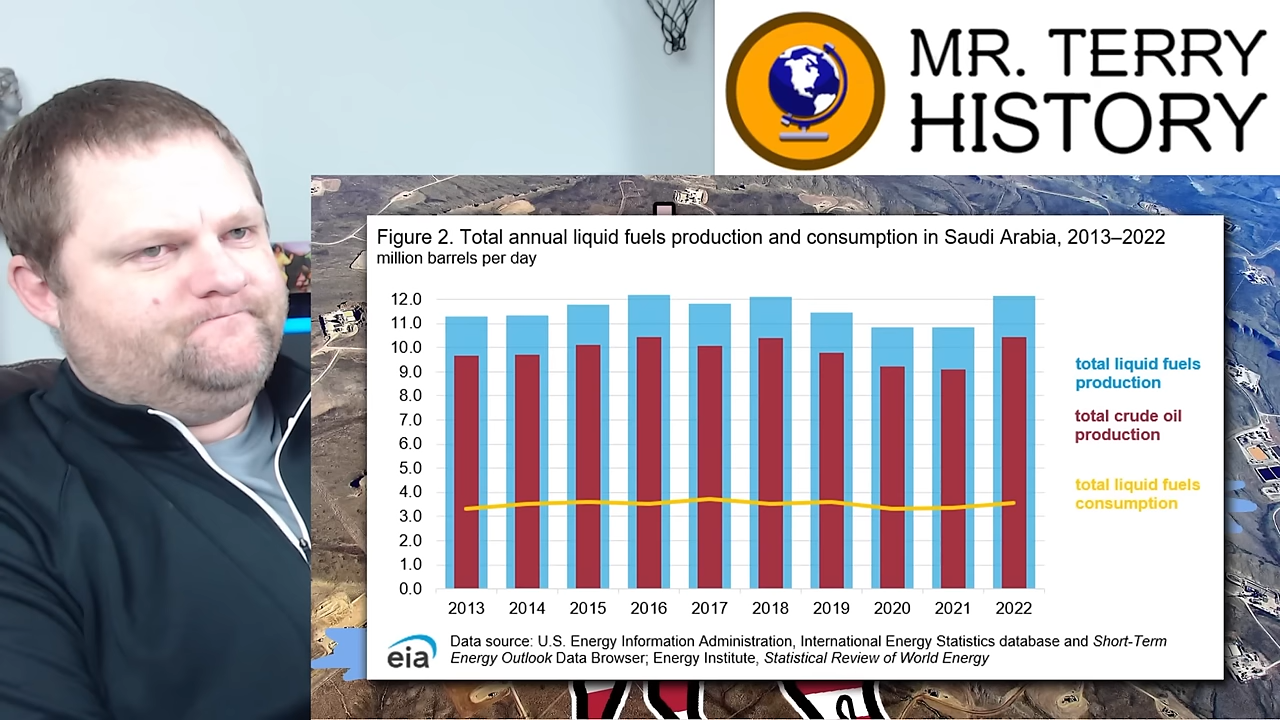 MR. TERRY
HISTORY
Figure 2. Total annual liquid fuels production and consumption in Saudi Arabia, 2013–2022
million barrels per day
12.0
11.0
10.0
9.0
8.0
7.0
6.0
5.0
4.0
3.0
2.0
1.0
0.0
2013 2014 2015 2016 2017 2018 2019 2020 2021 2022
total liquid fuels
production
total crude oil
production
total liquid fuels
consumption
eia
Data source: U.S. Energy Information Administration, International Energy Statistics database and Short-Term
Energy Outlook Data Browser; Energy Institute, Statistical Review of World Energy